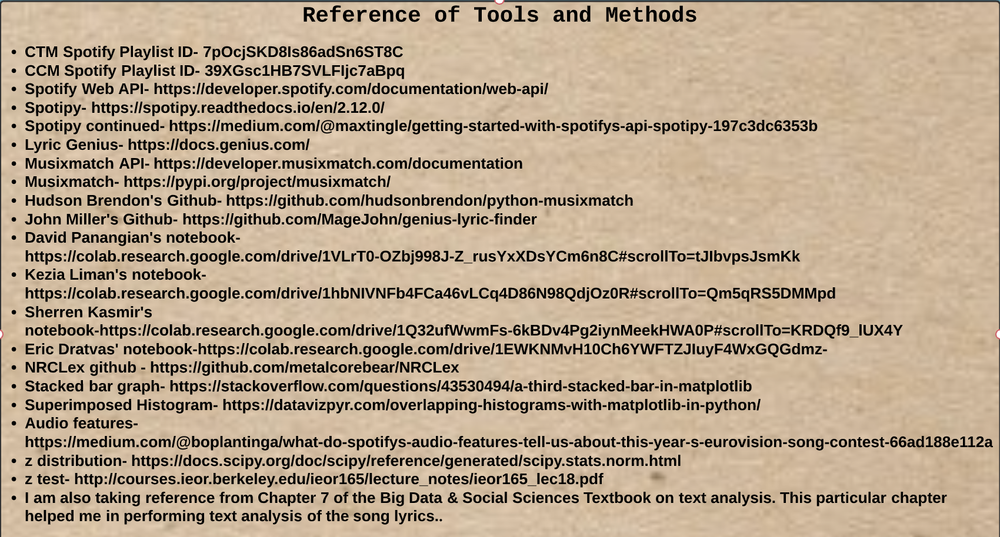 Reference of Tools and Methods
• CTM Spotify Playlist ID- 7pOcjSKD8Is86adSn6ST8C
• CCM Spotify Playlist ID- 39XGsc1HB7SVLFIjc7aBpq
• Spotify Web API- https://developer.spotify.com/documentation/web-api/
• Spotipy- https://spotipy.readthedocs.io/en/2.12.0/
• Spotipy continued- https://medium.com/@maxtingle/getting-started-with-spotifys-api-spotipy-197c3dc6353b
• Lyric Genius- https://docs.genius.com/
• Musixmatch API- https://developer.musixmatch.com/documentation
• Musixmatch- https://pypi.org/project/musixmatch/
• Hudson Brendon's Github- https://github.com/hudsonbrendon/python-musixmatch
• John Miller's Github- https://github.com/MageJohn/genius-lyric-finder
• David Panangian's notebook-
https://colab.research.google.com/drive/1VLrT0-OZbj998J-Z_rusYxXDsYCm6n8C#scrollTo=tJIbvpsJsmKk
• Kezia Liman's notebook-
https://colab.research.google.com/drive/1hbNIVNFb4FCa46vLCq4D86N98QdjOz0R#scrollTo=Qm5qRS5DMMpd
• Sherren Kasmir's
notebook-https://colab.research.google.com/drive/1Q32ufWwmFs-6kBDv4Pg2iynMeekHWA0P#scrollTo=KRDQf9_lUX4Y
• Eric Dratvas' notebook-https://colab.research.google.com/drive/1EWKNMvH10Ch6YWFTZJIuyF4WxGQGdmz-
• NRCLex github - https://github.com/metalcorebear/NRCLex
• Stacked bar graph- https://stackoverflow.com/questions/43530494/a-third-stacked-bar-in-matplotlib
• Superimposed Histogram- https://datavizpyr.com/overlapping-histograms-with-matplotlib-in-python/
• Audio features-
https://medium.com/@boplantinga/what-do-spotifys-audio-features-tell-us-about-this-year-s-eurovision-song-contest-66ad188e112a
• z distribution- https://docs.scipy.org/doc/scipy/reference/generated/scipy.stats.norm.html
• z test- http://courses.ieor.berkeley.edu/ieor165/lecture_notes/ieor165_lec18.pdf
• I am also taking reference from Chapter 7 of the Big Data & Social Sciences Textbook on text analysis. This particular chapter
helped me in performing text analysis of the song lyrics..